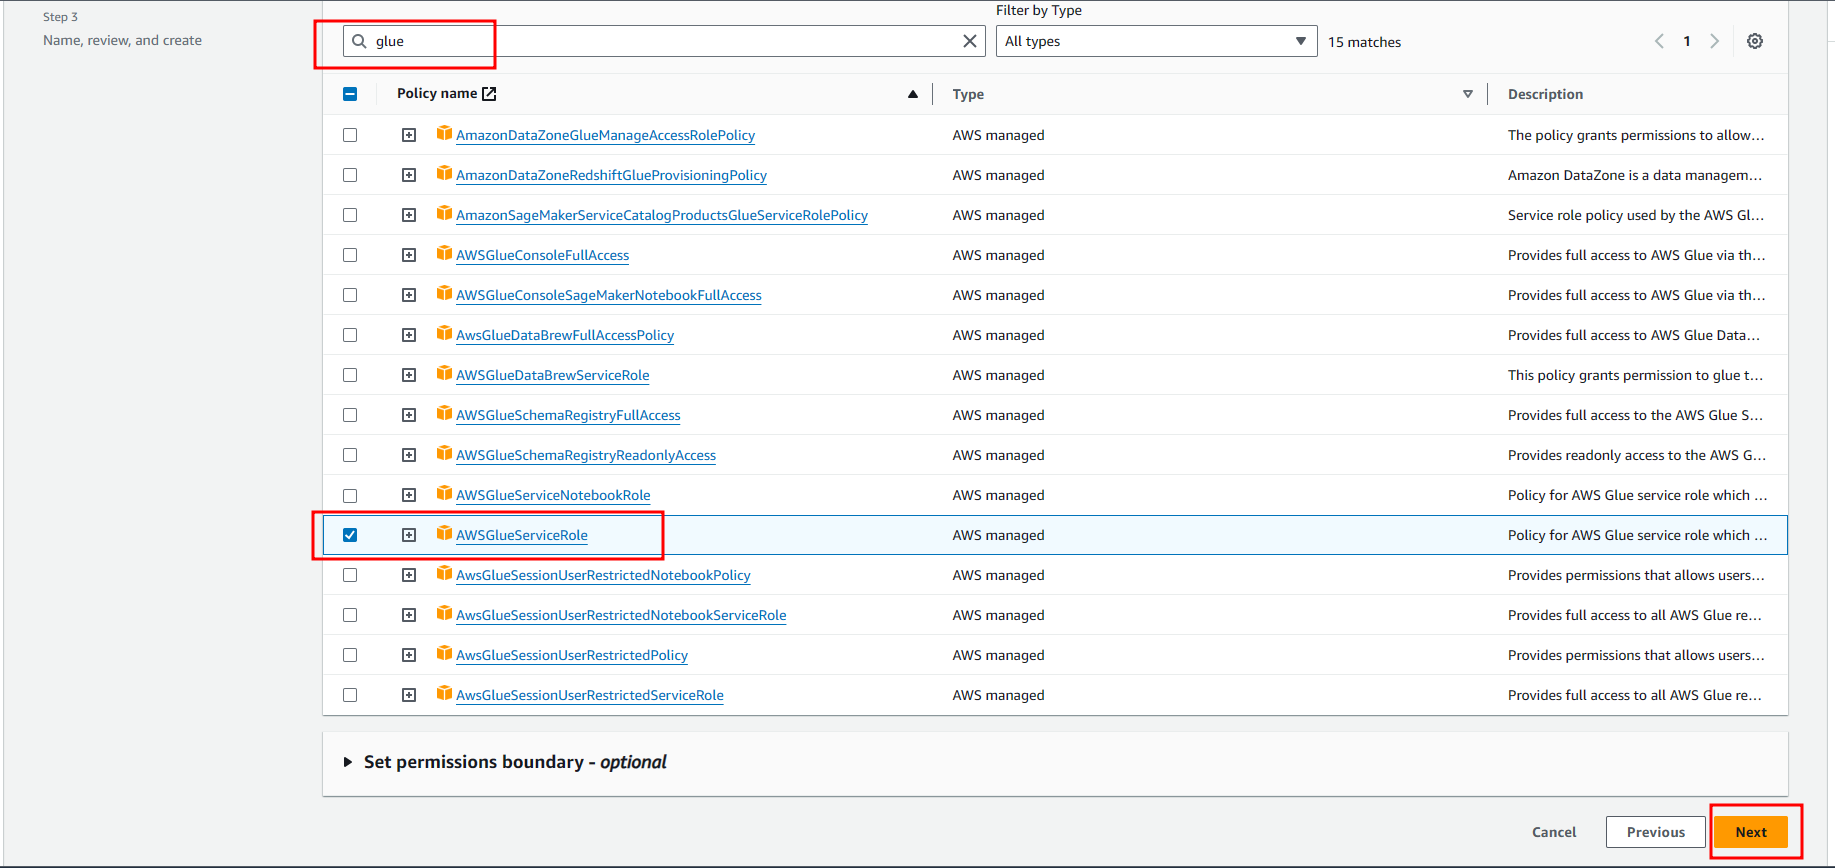 Step 3
Name, review, and create
Filter by Type
glue
All types
15 matches
1
Policy name
Type
Description
AmazonDataZoneGlueManageAccessRolePolicy AWS managed The policy grants permissions to allow...
AmazonDataZoneRedshiftGlueProvisioningPolicy AWS managed Amazon DataZone is a data managem...
AmazonSageMakerServiceCatalogProductsGlueServiceRolePolicy AWS managed Service role policy used by the AWS Gl...
AWSGlueConsoleFullAccess AWS managed Provides full access to AWS Glue via th...
AWSGlueConsoleSageMakerNotebookFullAccess AWS managed Provides full access to AWS Glue via th...
AwsGlueDataBrewFullAccessPolicy AWS managed Provides full access to AWS Glue Data...
AWSGlueDataBrewServiceRole AWS managed This policy grants permission to glue t...
AWSGlueSchemaRegistryFullAccess AWS managed Provides full access to the AWS Glue S...
AWSGlueSchemaRegistryReadonlyAccess AWS managed Provides readonly access to the AWS G...
AWSGlueServiceNotebookRole AWS managed Policy for AWS Glue service role which ...
AWSGlueServiceRole AWS managed Policy for AWS Glue service role which ...
AwsGlueSessionUserRestrictedNotebookPolicy AWS managed Provides permissions that allows users...
AwsGlueSessionUserRestrictedNotebookServiceRole AWS managed Provides full access to all AWS Glue re...
AwsGlueSessionUserRestrictedPolicy AWS managed Provides permissions that allows users...
AwsGlueSessionUserRestrictedServiceRole AWS managed Provides full access to all AWS Glue re...
Set permissions boundary - optional
Cancel
Previous
Next